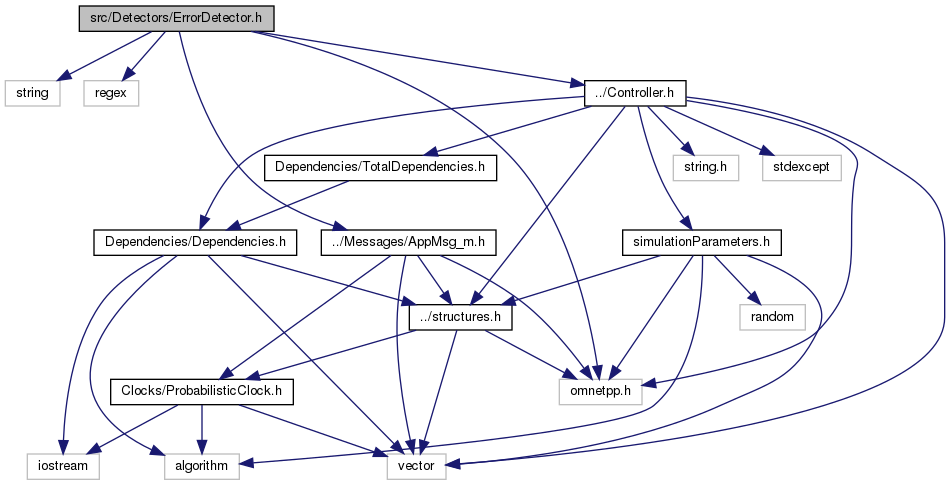 src/Detectors/ErrorDetector.h
string
regex
../Controller.h
Dependencies/TotalDependencies.h
string.h
stdexcept
Dependencies/Dependencies.h
../Messages/AppMsg_m.h
simulationParameters.h
../structures.h
random
Clocks/ProbabilisticClock.h
omnetpp.h
iostream
algorithm
vector